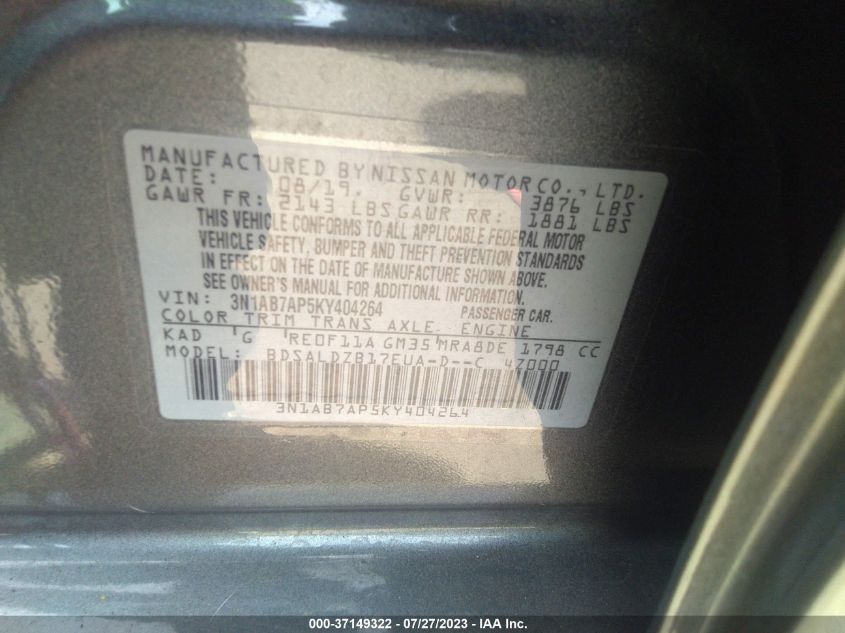 MANUFACTURED BY NISSAN MOTOR CO., LTD.
DATE: 08/19. GVWR: 3876 LBS
GAWR FR: 2143 LBS GAWR RR: 1881 LBS
THIS VEHICLE CONFORMS TO ALL APPLICABLE FEDERAL MOTOR
VEHICLE SAFETY, BUMPER AND THEFT PREVENTION STANDARDS
IN EFFECT ON THE DATE OF MANUFACTURE SHOWN ABOVE.
SEE OWNER'S MANUAL FOR ADDITIONAL INFORMATION.
VIN: 3N1AB7AP5KY404264 PASSENGER CAR.
COLOR TRIM TRANS AXLE. ENGINE
KAD G RE0F11A GM35 MRA8DE 1798 CC
MODEL: BDSALDZB17EUA-D--C 4Z000
3N1AB7AP5KY404264
000-37149322 - 07/27/2023 - Copyright © IAA, Inc.